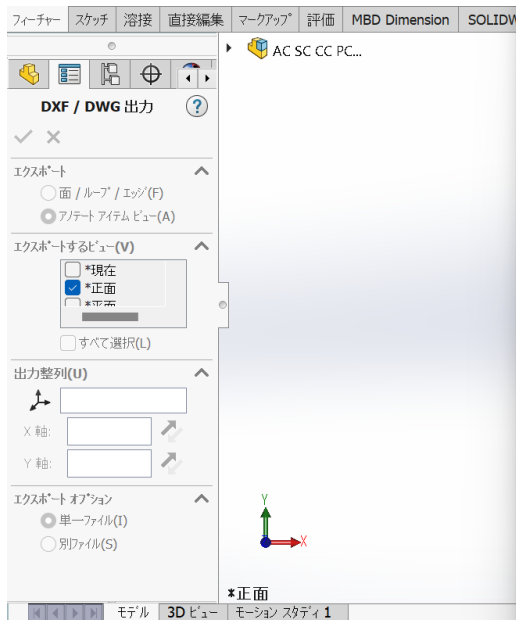 フィーチャー スケッチ 溶接 直接編集 マークアップ 評価 MBD Dimension SOLIDW
AC SC CC PC...
DXF / DWG 出力
?
エクスポート
面 / ループ / エッジ(F)
アノテート アイテム ビュー(A)
エクスポートするビュー(V)
*現在
*正面
*平面
すべて選択(L)
出力整列(U)
X 軸:
Y 軸:
エクスポート オプション
単一ファイル(I)
別ファイル(S)
Y
X
*正面
モデル 3D ビュー モーション スタディ 1